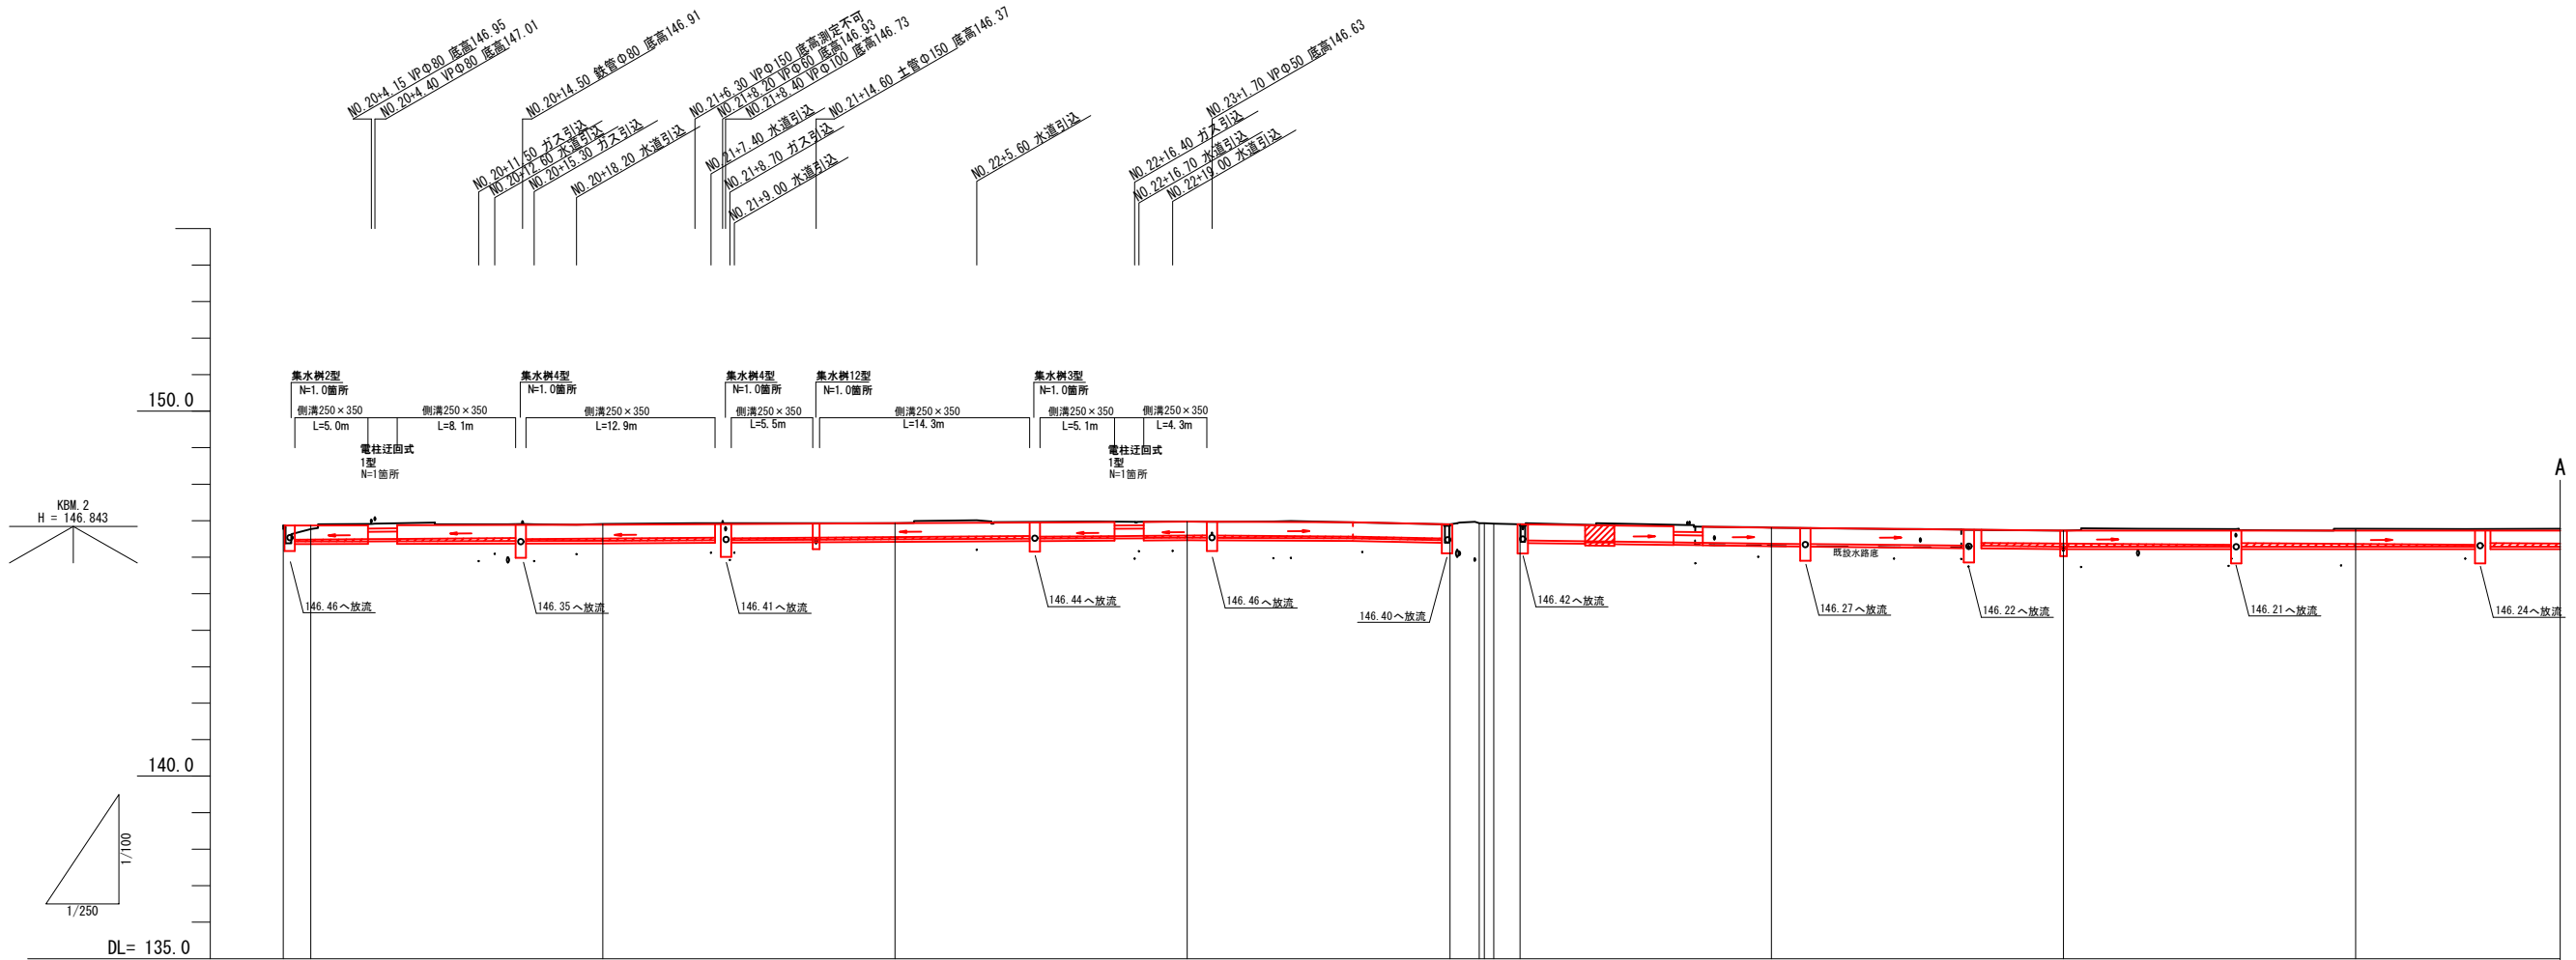 NO.20+4.15 VPΦ80 底高146.95
NO.20+4.40 VPΦ80 底高147.01
NO.20+14.50 鉄管Φ80 底高146.91
NO.21+6.30 VPΦ150 底高測定不可
NO.21+8.20 VPΦ60 底高146.93
NO.21+8.40 VPΦ100 底高146.73
NO.21+14.60 土管Φ150 底高146.37
NO.23+1.70 VPΦ50 底高146.63
NO.20+11.50 ガス引込
NO.20+12.60 水道引込
NO.20+15.30 ガス引込
NO.20+18.20 水道引込
NO.21+7.40 水道引込
NO.21+8.70 ガス引込
NO.21+9.00 水道引込
NO.22+5.60 水道引込
NO.22+16.40 ガス引込
NO.22+16.70 水道引込
NO.22+19.00 水道引込
集水桝2型
N=1.0箇所
集水桝4型
N=1.0箇所
集水桝4型
N=1.0箇所
集水桝12型
N=1.0箇所
集水桝3型
N=1.0箇所
150.0
側溝250×350
L=5.0m
側溝250×350
L=8.1m
側溝250×350
L=12.9m
側溝250×350
L=5.5m
側溝250×350
L=14.3m
側溝250×350
L=5.1m
側溝250×350
L=4.3m
電柱迂回式
1型
N=1箇所
電柱迂回式
1型
N=1箇所
A
KBM.2
H = 146.843
既設水路底
146.46へ放流
146.35へ放流
146.41へ放流
146.44へ放流
146.46へ放流
146.40へ放流
146.42へ放流
146.27へ放流
146.22へ放流
146.21へ放流
146.24へ放流
140.0
1/100
1/250
DL= 135.0